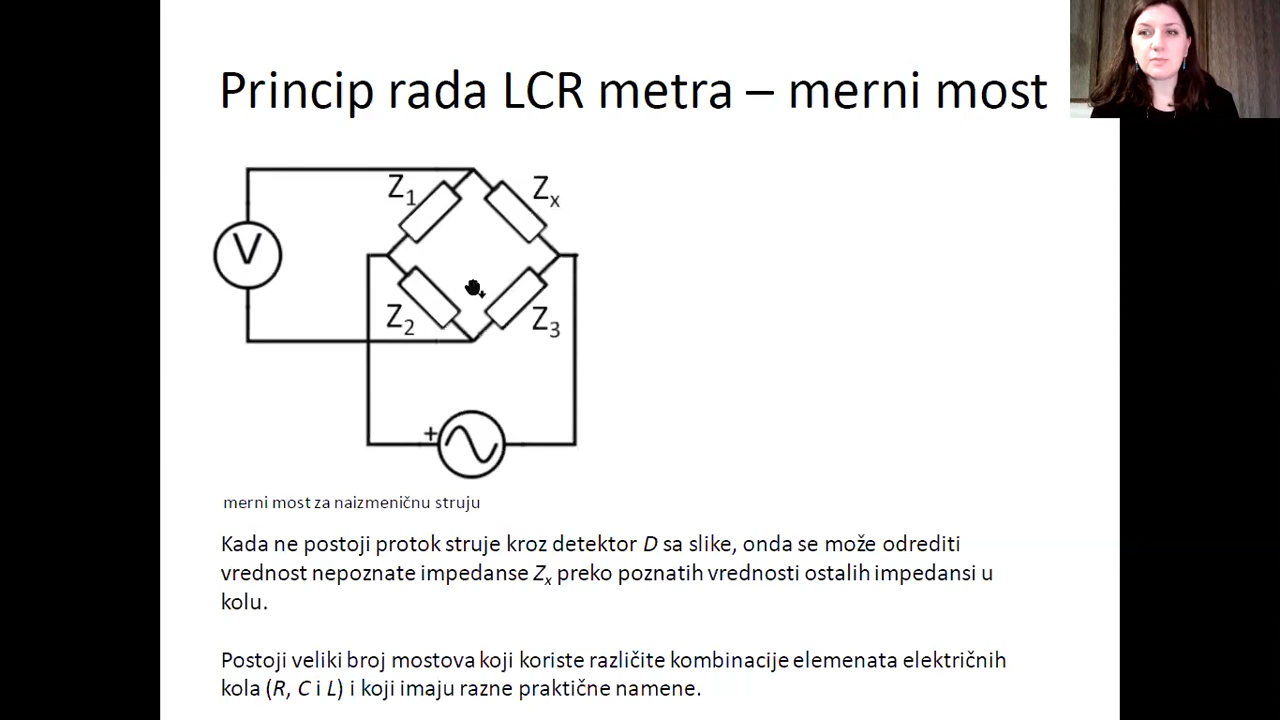 Princip rada LCR metra – merni most
Z1
Zx
V
Z2
Z3
+
merni most za naizmeničnu struju
Kada ne postoji protok struje kroz detektor D sa slike, onda se može odrediti
vrednost nepoznate impedanse Zx preko poznatih vrednosti ostalih impedansi u
kolu.
Postoji veliki broj mostova koji koriste različite kombinacije elemenata električnih
kola (R, C i L) i koji imaju razne praktične namene.